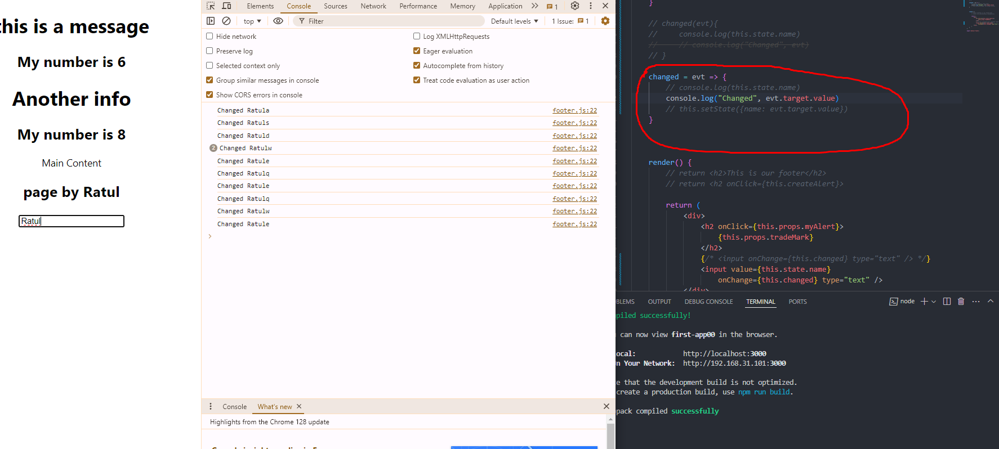 this is a message
My number is 6
Another info
My number is 8
Main Content
page by Ratul
Ratul
Elements Console Sources Network Performance Memory Application 1
top Filter Default levels 1 Issue: 1
Hide network Log XMLHttpRequests
Preserve log Eager evaluation
Selected context only Autocomplete from history
Group similar messages in console Treat code evaluation as user action
Show CORS errors in console
Changed Ratula footer.js:22
Changed Ratuls footer.js:22
Changed Ratuld footer.js:22
2 Changed Ratulw footer.js:22
Changed Ratule footer.js:22
Changed Ratulq footer.js:22
Changed Ratule footer.js:22
Changed Ratulq footer.js:22
Changed Ratulw footer.js:22
Changed Ratule footer.js:22
>
Console What's new
Highlights from the Chrome 128 update
}
// changed(evt){
// console.log(this.state.name)
// // console.log("Changed", evt)
// }
changed = evt => {
// console.log(this.state.name)
console.log("Changed", evt.target.value)
// this.setState({name: evt.target.value})
}
render() {
// return <h2>This is our footer</h2>
// return <h2 onClick={this.createAlert}>
return (
<div>
<h2 onClick={this.props.myAlert}>
{this.props.tradeMark}
</h2>
{/* <input onChange={this.changed} type="text" /> */}
<input value={this.state.name}
onChange={this.changed} type="text" />
</div>
BLEMS OUTPUT DEBUG CONSOLE TERMINAL PORTS node
piled successfully!
can now view first-app00 in the browser.
ocal: http://localhost:3000
n Your Network: http://192.168.31.101:3000
e that the development build is not optimized.
create a production build, use npm run build.
pack compiled successfully